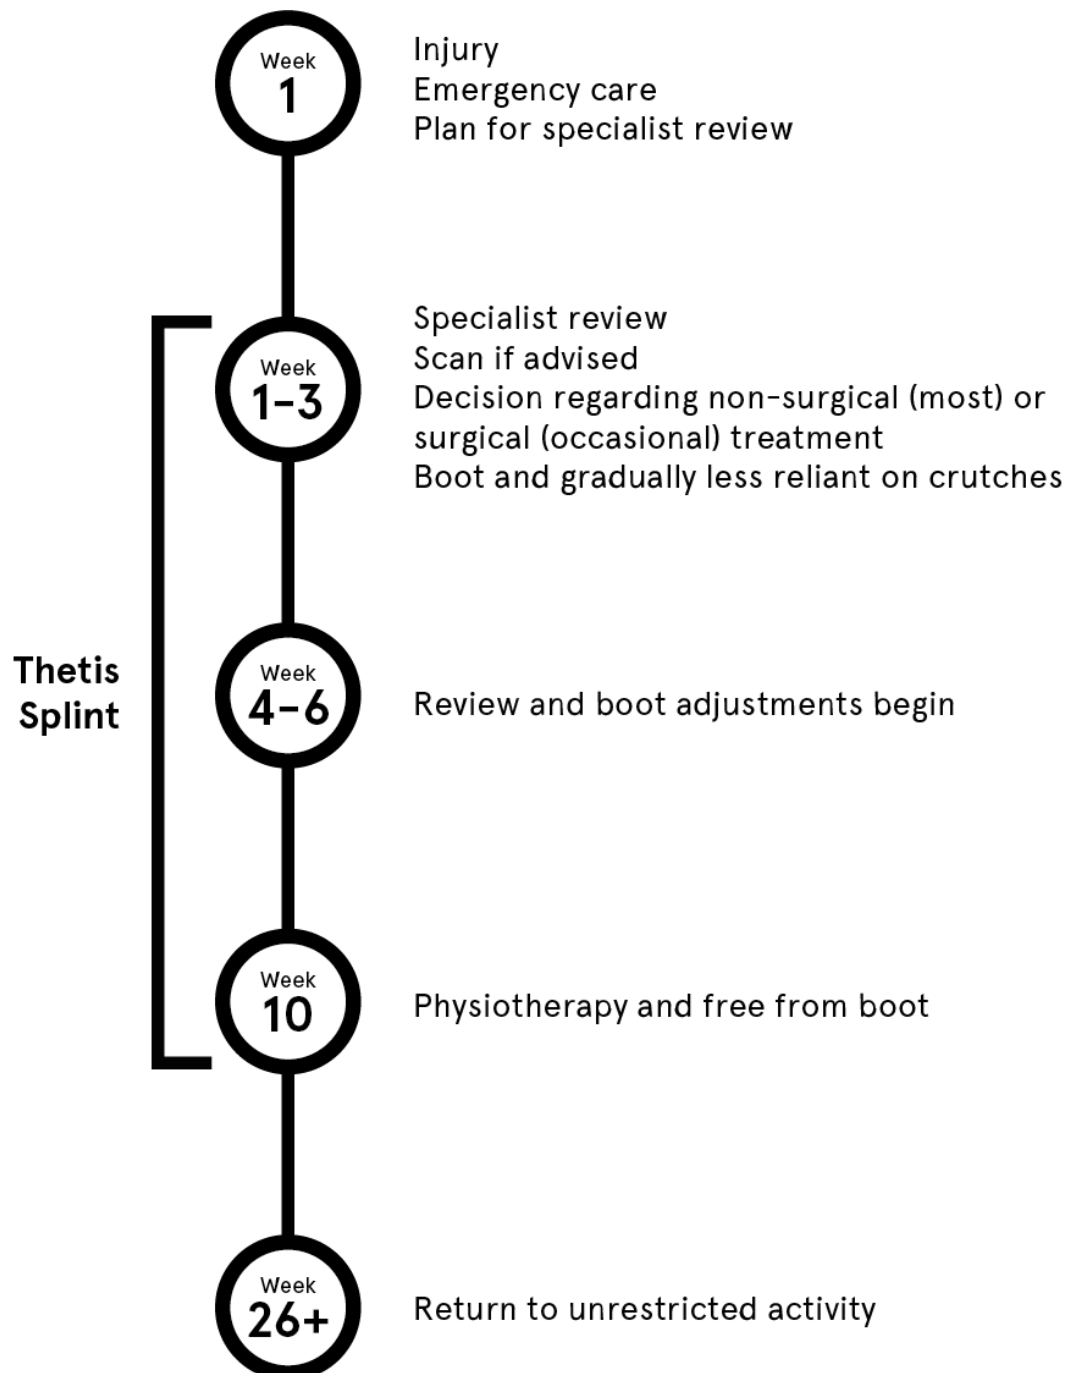 Week
1
Injury
Emergency care
Plan for specialist review
Week
1-3
Specialist review
Scan if advised
Decision regarding non-surgical (most) or
surgical (occasional) treatment
Boot and gradually less reliant on crutches
Thetis
Splint
Week
4-6
Review and boot adjustments begin
Week
10
Physiotherapy and free from boot
Week
26+
Return to unrestricted activity